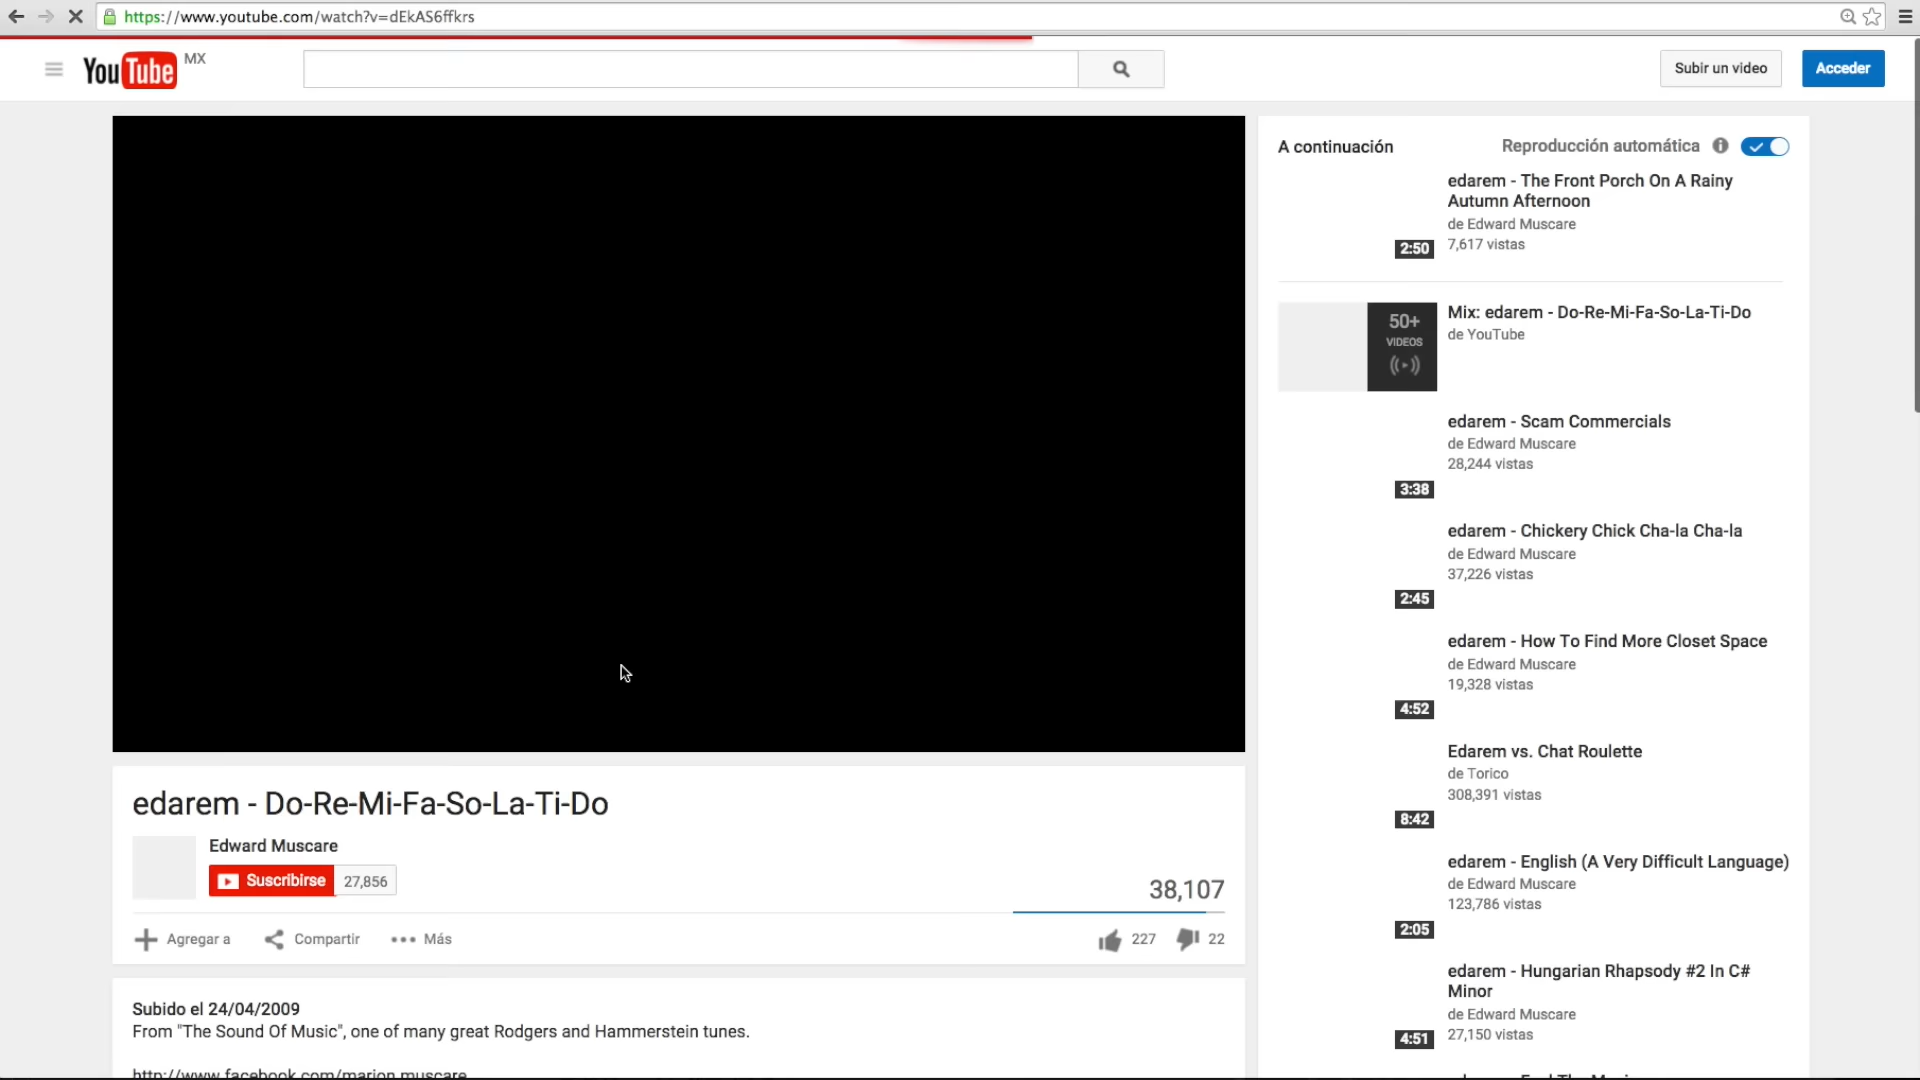 https://www.youtube.com/watch?v=dEkAS6ffkrs
YouTube MX
Subir un video
Acceder
edarem - Do-Re-Mi-Fa-So-La-Ti-Do
Edward Muscare
Suscribirse 27,856
38,107
Agregar a Compartir Más
227 22
Subido el 24/04/2009
From "The Sound Of Music", one of many great Rodgers and Hammerstein tunes.
http://www.facebook.com/marion.muscare
A continuación
Reproducción automática
edarem - The Front Porch On A Rainy
Autumn Afternoon
de Edward Muscare
7,617 vistas
2:50
50+
VIDEOS
Mix: edarem - Do-Re-Mi-Fa-So-La-Ti-Do
de YouTube
edarem - Scam Commercials
de Edward Muscare
28,244 vistas
3:38
edarem - Chickery Chick Cha-la Cha-la
de Edward Muscare
37,226 vistas
2:45
edarem - How To Find More Closet Space
de Edward Muscare
19,328 vistas
4:52
Edarem vs. Chat Roulette
de Torico
308,391 vistas
8:42
edarem - English (A Very Difficult Language)
de Edward Muscare
123,786 vistas
2:05
edarem - Hungarian Rhapsody #2 In C#
Minor
de Edward Muscare
27,150 vistas
4:51